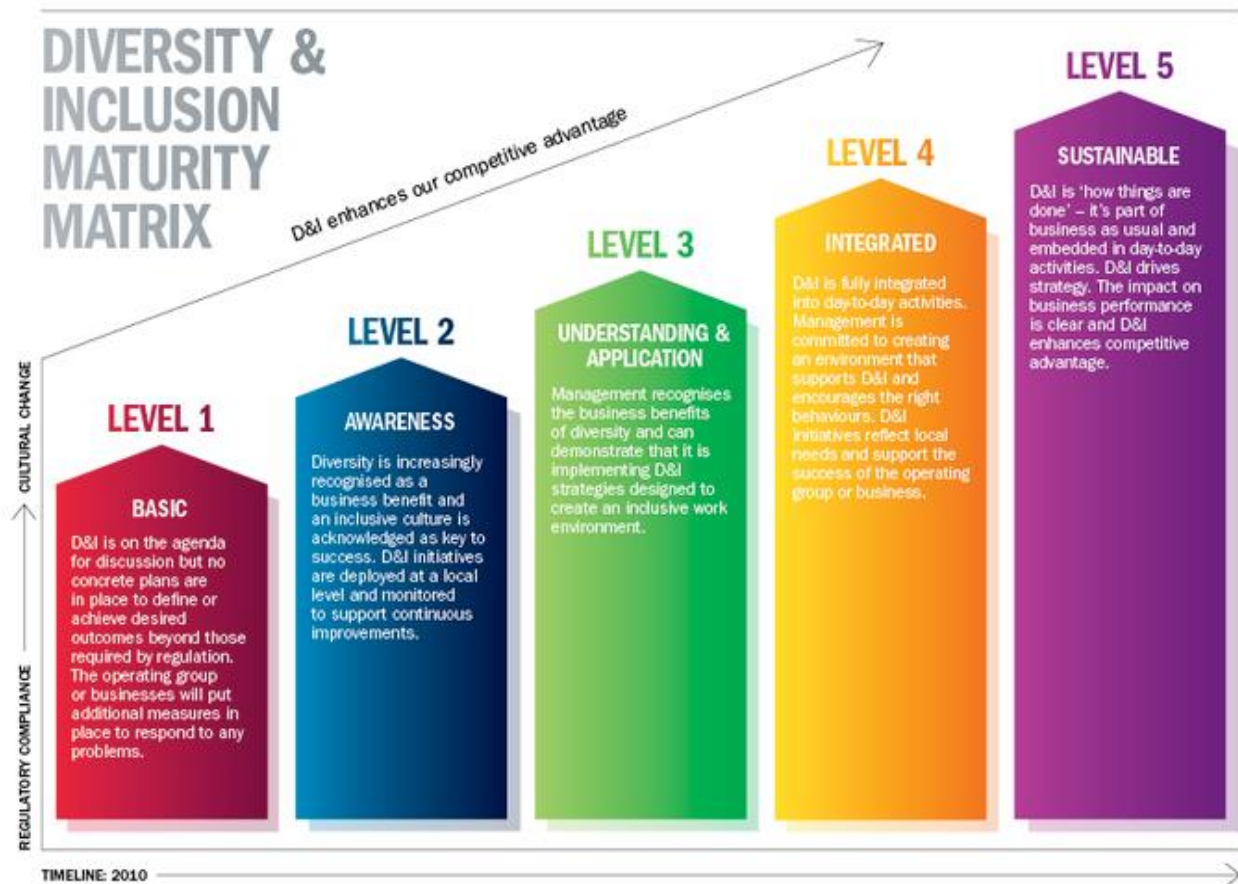 DIVERSITY &
INCLUSION
MATURITY
MATRIX
D&I enhances our competitive advantage
CULTURAL CHANGE
REGULATORY COMPLIANCE
LEVEL 1
BASIC
D&I is on the agenda
for discussion but no
concrete plans are
in place to define or
achieve desired
outcomes beyond those
required by regulation.
The operating group
or businesses will put
additional measures in
place to respond to any
problems.
LEVEL 2
AWARENESS
Diversity is increasingly
recognised as a
business benefit and
an inclusive culture is
acknowledged as key to
success. D&I initiatives
are deployed at a local
level and monitored
to support continuous
improvements.
LEVEL 3
UNDERSTANDING &
APPLICATION
Management recognises
the business benefits
of diversity and can
demonstrate that it is
implementing D&I
strategies designed to
create an inclusive work
environment.
LEVEL 4
INTEGRATED
D&I is fully integrated
into day-to-day activities.
Management is
committed to creating
an environment that
supports D&I and
encourages the right
behaviours. D&I
initiatives reflect local
needs and support the
success of the operating
group or business.
LEVEL 5
SUSTAINABLE
D&I is ‘how things are
done’ – it’s part of
business as usual and
embedded in day-to-day
activities. D&I drives
strategy. The impact on
business performance
is clear and D&I
enhances competitive
advantage.
TIMELINE: 2010